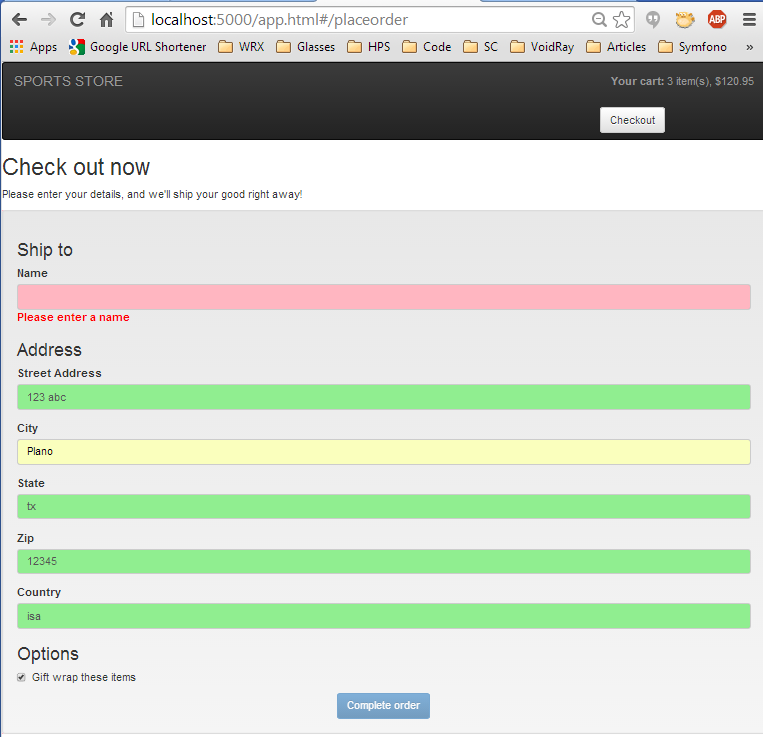 localhost:5000/app.html#/placeorder
ABP
Apps Google URL Shortener WRX Glasses HPS Code SC VoidRay Articles Symfono »
SPORTS STORE
Your cart: 3 item(s), $120.95
Checkout
Check out now
Please enter your details, and we'll ship your good right away!
Ship to
Name
Please enter a name
Address
Street Address
123 abc
City
Plano
State
tx
Zip
12345
Country
isa
Options
Gift wrap these items
Complete order